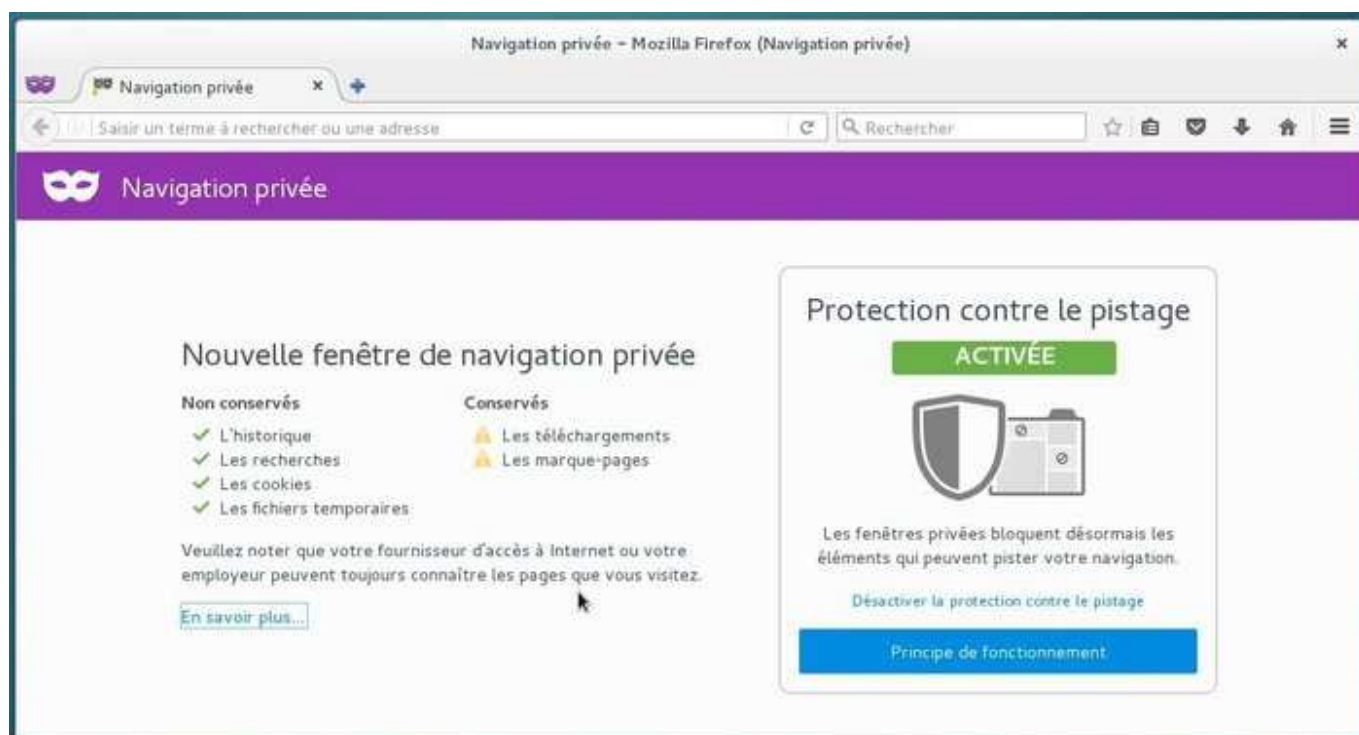 Navigation privée - Mozilla Firefox (Navigation privée)
Navigation privée
Saisir un terme à rechercher ou une adresse
Rechercher
Navigation privée
Nouvelle fenêtre de navigation privée
Non conservés
L'historique
Les recherches
Les cookies
Les fichiers temporaires
Conservés
Les téléchargements
Les marque-pages
Veuillez noter que votre fournisseur d'accès à Internet ou votre
employeur peuvent toujours connaître les pages que vous visitez.
En savoir plus...
Protection contre le pistage
ACTIVÉE
Les fenêtres privées bloquent désormais les
éléments qui peuvent pister votre navigation.
Désactiver la protection contre le pistage
Principe de fonctionnement